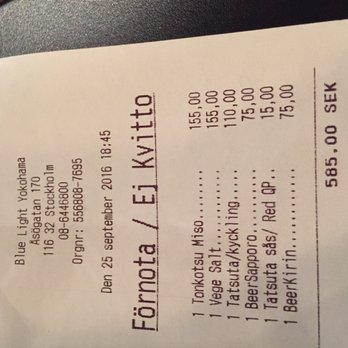 Blue Light Yokohama
Åsögatan 170
116 32 Stockholm
08-6446800
Orgnr: 556808-7695
Den 25 september 2016 18:45
Förnota / Ej Kvitto
1 Tonkotsu Miso........ 155,00
1 Vege Salt............ 155,00
1 Tatsuta/kyckling..... 110,00
1 BeerSapporo.......... 75,00
1 Tatsuta sås/ Red QP.. 15,00
1 BeerKirin............ 75,00
585.00 SEK